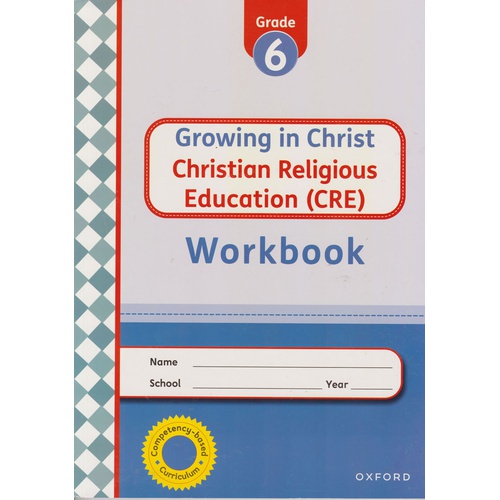 Grade
6
Growing in Christ
Christian Religious
Education (CRE)
Workbook
Name
School Year
Competency-based
Curriculum
OXFORD